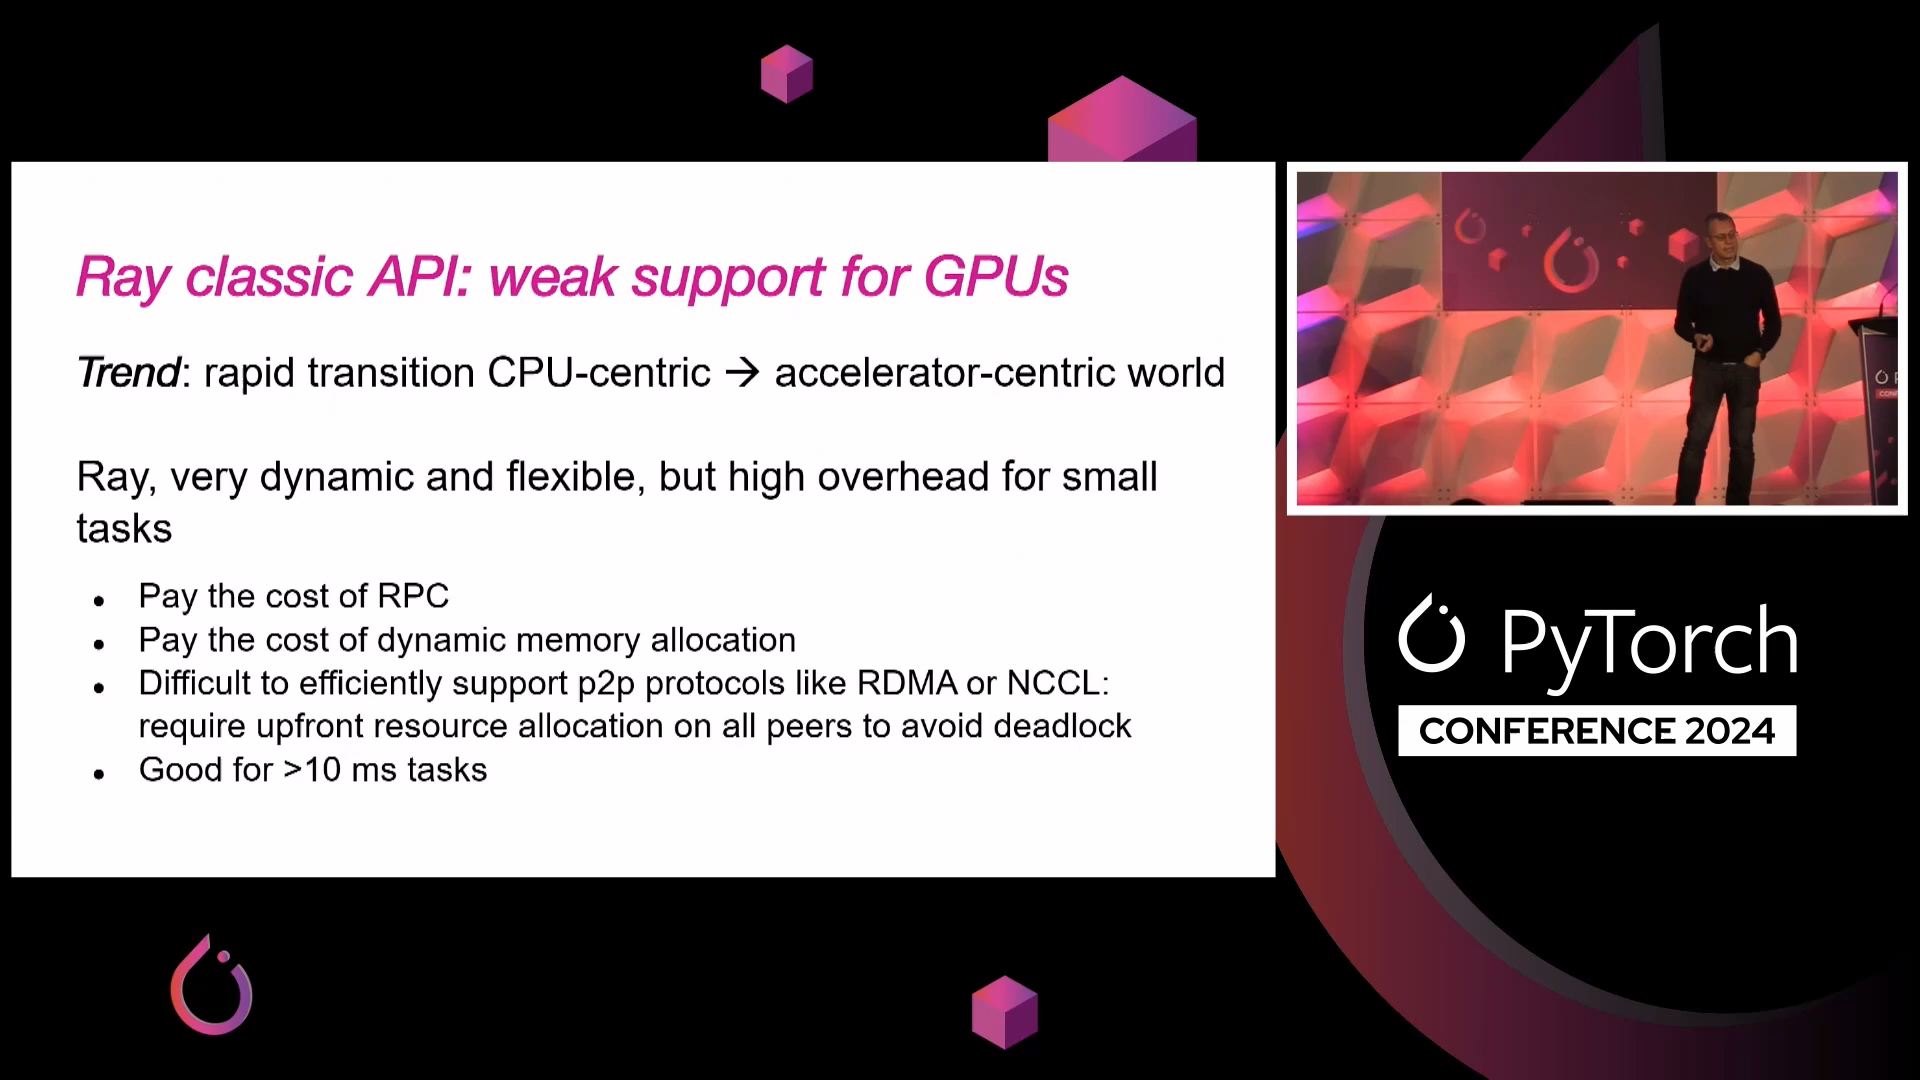 Ray classic API: weak support for GPUs
Trend: rapid transition CPU-centric → accelerator-centric world
Ray, very dynamic and flexible, but high overhead for small
tasks
• Pay the cost of RPC
• Pay the cost of dynamic memory allocation
• Difficult to efficiently support p2p protocols like RDMA or NCCL:
require upfront resource allocation on all peers to avoid deadlock
• Good for >10 ms tasks
PyTorch
CONFERENCE 2024